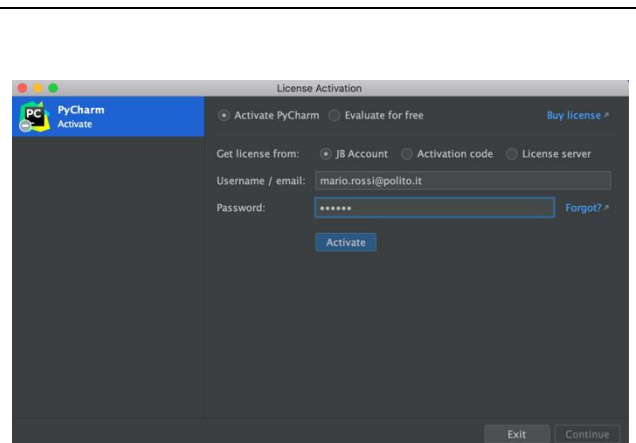 License Activation
PC PyCharm
Activate
Activate PyCharm Evaluate for free Buy license
Get license from: JB Account Activation code License server
Username / email: mario.rossi@polito.it
Password: •••••• Forgot?
Activate
Exit Continue